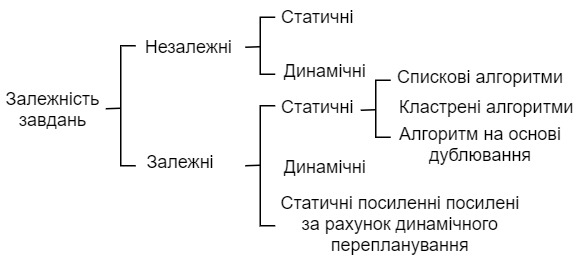 Залежність
завдань
Незалежні
Статичні
Динамічні
Залежні
Статичні
Спискові алгоритми
Кластрені алгоритми
Алгоритм на основі
дублювання
Динамічні
Статичні посиленні посилені
за рахунок динамічного
перепланування